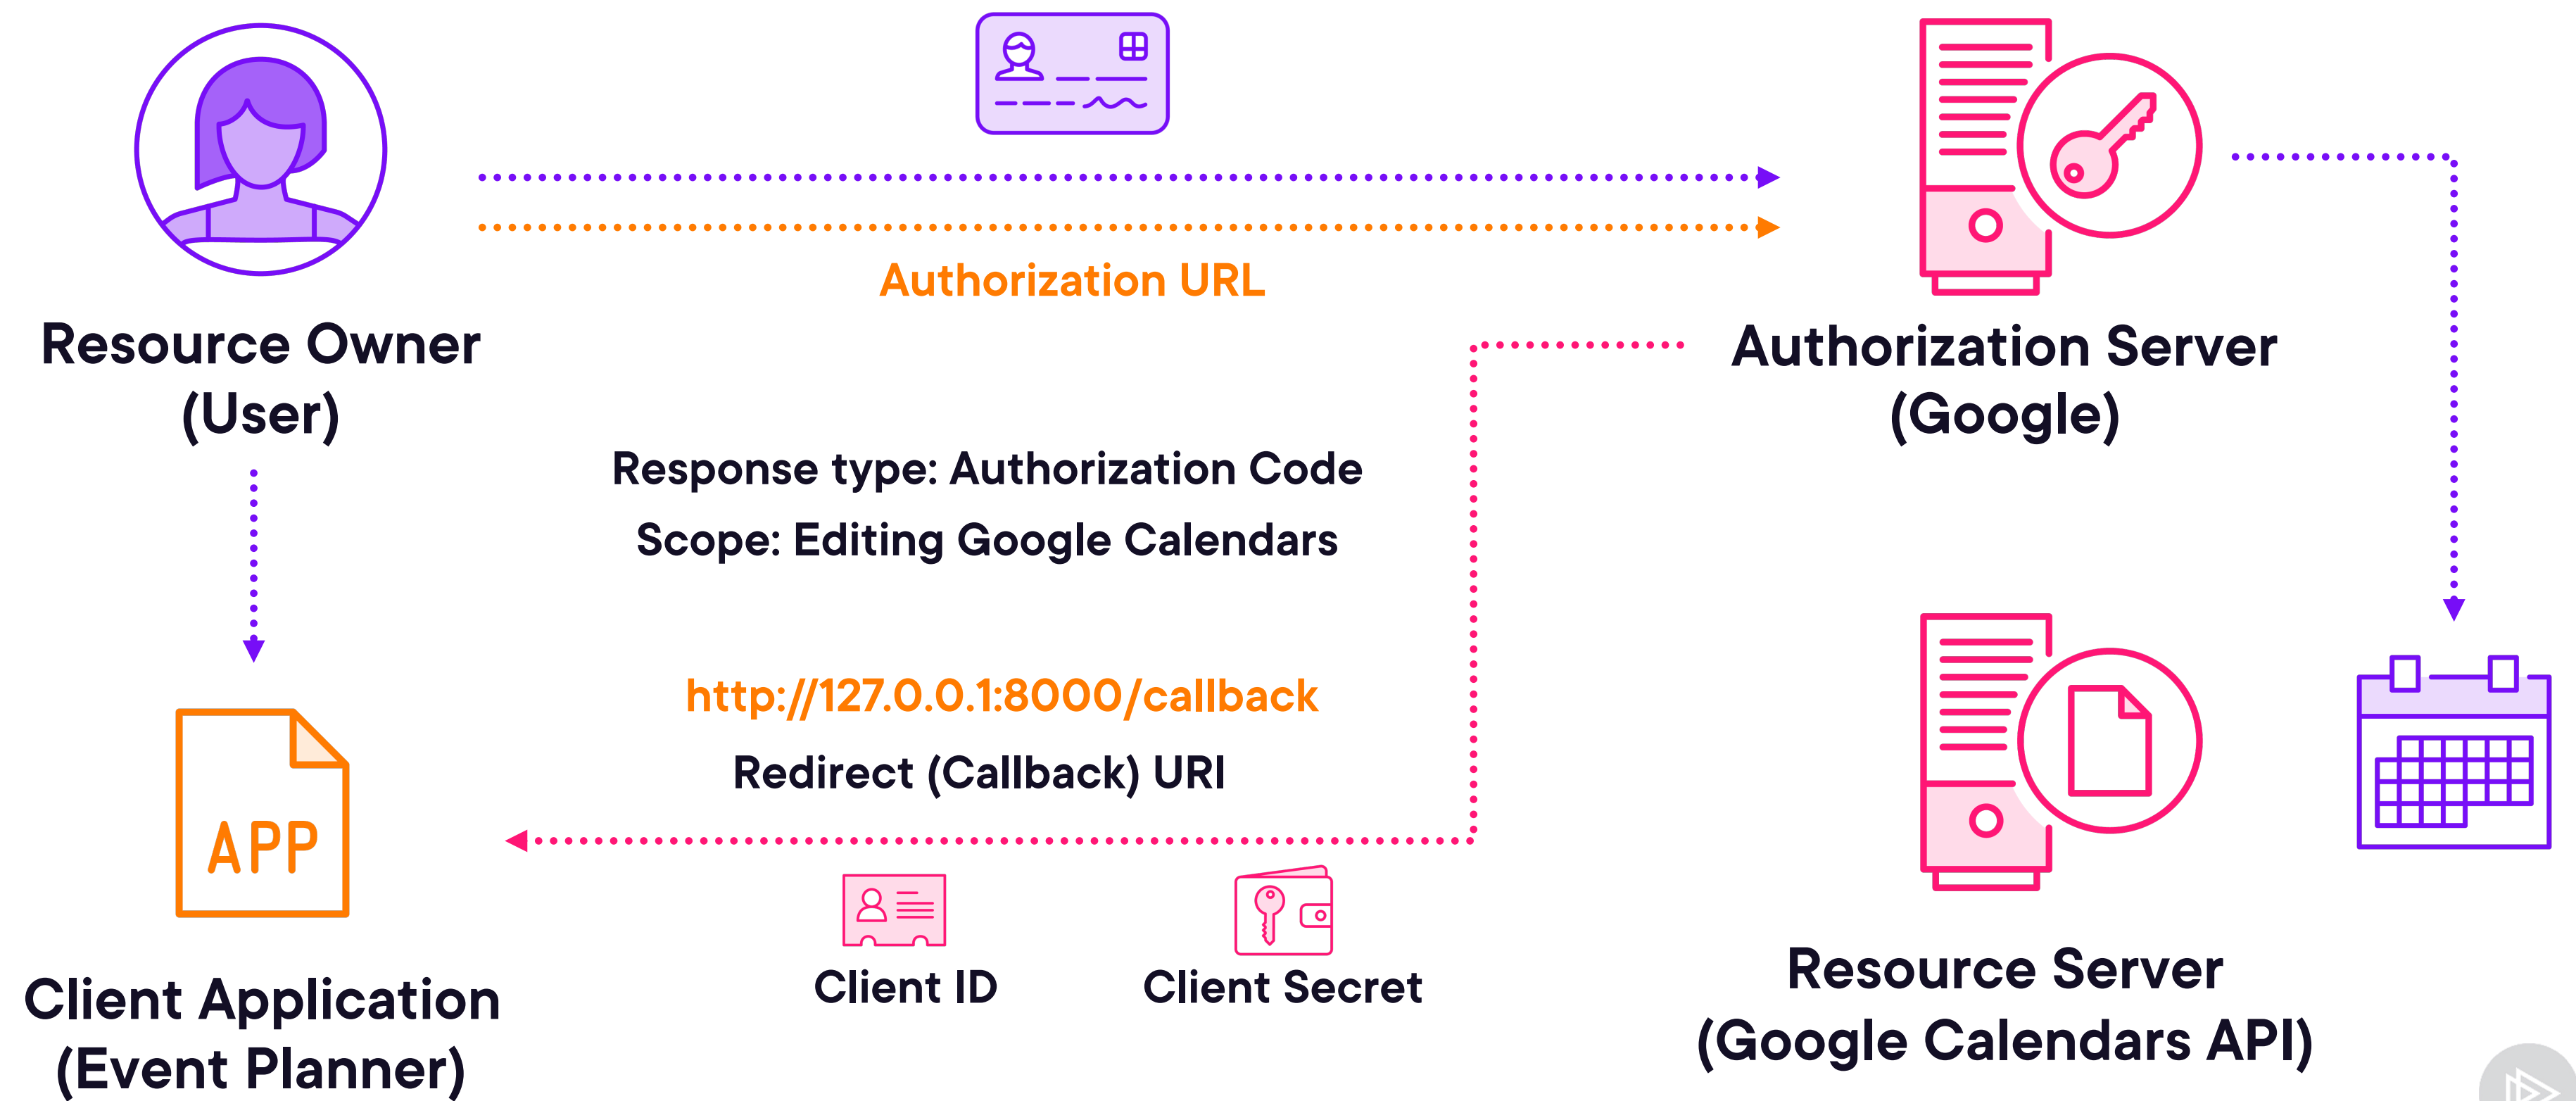 Authorization URL
Resource Owner
(User)
Authorization Server
(Google)
Response type: Authorization Code
Scope: Editing Google Calendars
http://127.0.0.1:8000/callback
Redirect (Callback) URI
APP
Client ID
Client Secret
Client Application
(Event Planner)
Resource Server
(Google Calendars API)